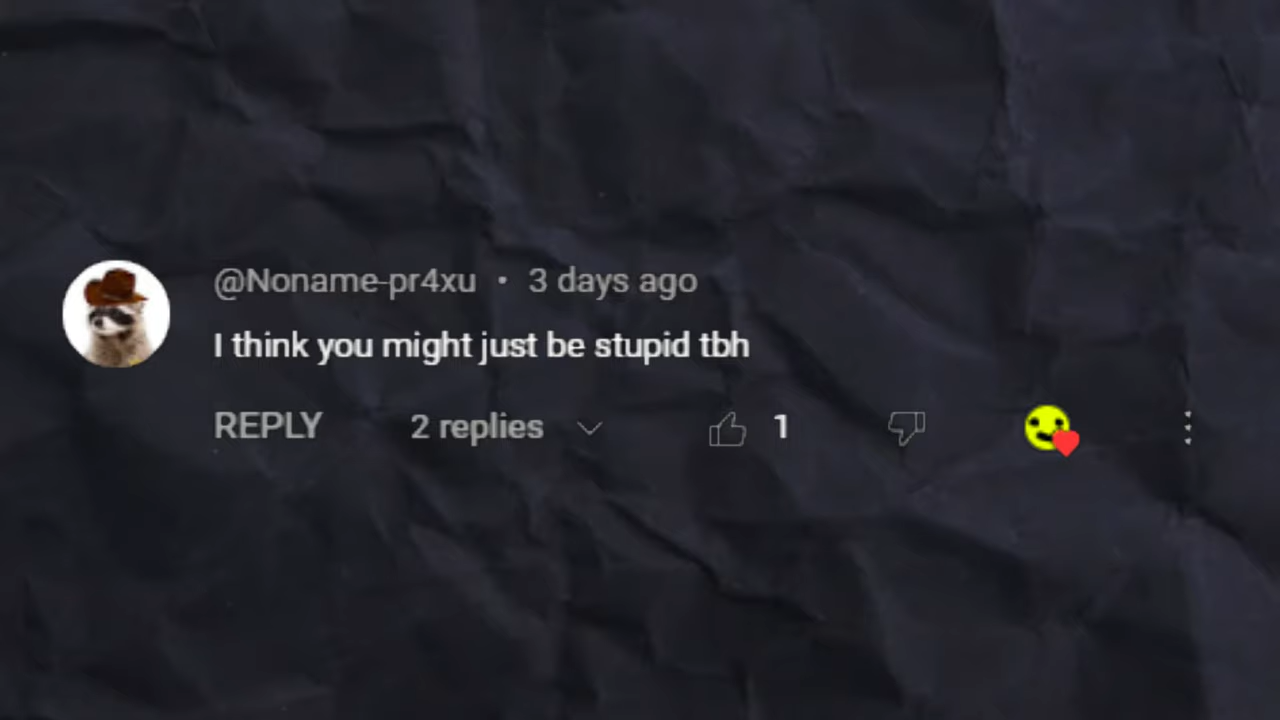 @Noname-pr4xu • 3 days ago
I think you might just be stupid tbh
REPLY 2 replies 1